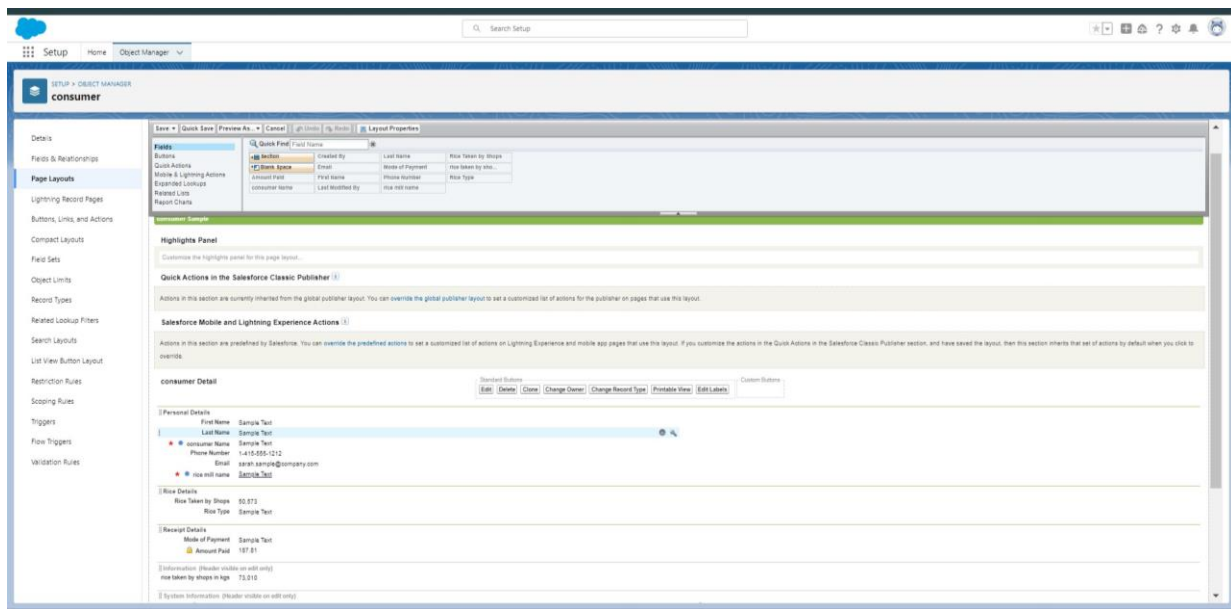 Search Setup
Setup
Home
Object Manager
SETUP > OBJECT MANAGER
consumer
Details
Fields & Relationships
Page Layouts
Lightning Record Pages
Buttons, Links, and Actions
Compact Layouts
Field Sets
Object Limits
Record Types
Related Lookup Filters
Search Layouts
List View Button Layout
Restriction Rules
Scoping Rules
Triggers
Flow Triggers
Validation Rules
Save Quick Save Preview As... Cancel Undo Redo Layout Properties
Fields
Buttons
Quick Actions
Mobile & Lightning Actions
Expanded Lookups
Related Lists
Report Charts
Quick Find Field Name
Section Created By Last Name Rice Taken by Shops
Blank Space Email Mode of Payment rice taken by sho...
Amount Paid First Name Phone Number Rice Type
consumer Name Last Modified By rice mill name
consumer Sample
Highlights Panel
Customize the highlights panel for this page layout...
Quick Actions in the Salesforce Classic Publisher
Actions in this section are currently inherited from the global publisher layout. You can override the global publisher layout to set a customized list of actions for the publisher on pages that use this layout.
Salesforce Mobile and Lightning Experience Actions
Actions in this section are predefined by Salesforce. You can override the predefined actions to set a customized list of actions on Lightning Experience and mobile app pages that use this layout. If you customize the actions in the Quick Actions in the Salesforce Classic Publisher section, and have saved the layout, then this section inherits that set of actions by default when you click to
override.
consumer Detail
Standard Buttons
Edit Delete Clone Change Owner Change Record Type Printable View Edit Labels
Custom Buttons
Personal Details
First Name Sample Text
Last Name Sample Text
consumer Name Sample Text
Phone Number 1-415-555-1212
Email sarah.sample@company.com
rice mill name Sample Text
Rice Details
Rice Taken by Shops 50,573
Rice Type Sample Text
Receipt Details
Mode of Payment Sample Text
Amount Paid 187.81
Information (Header visible on edit only)
rice taken by shops in kgs 73,010
System Information (Header visible on edit only)